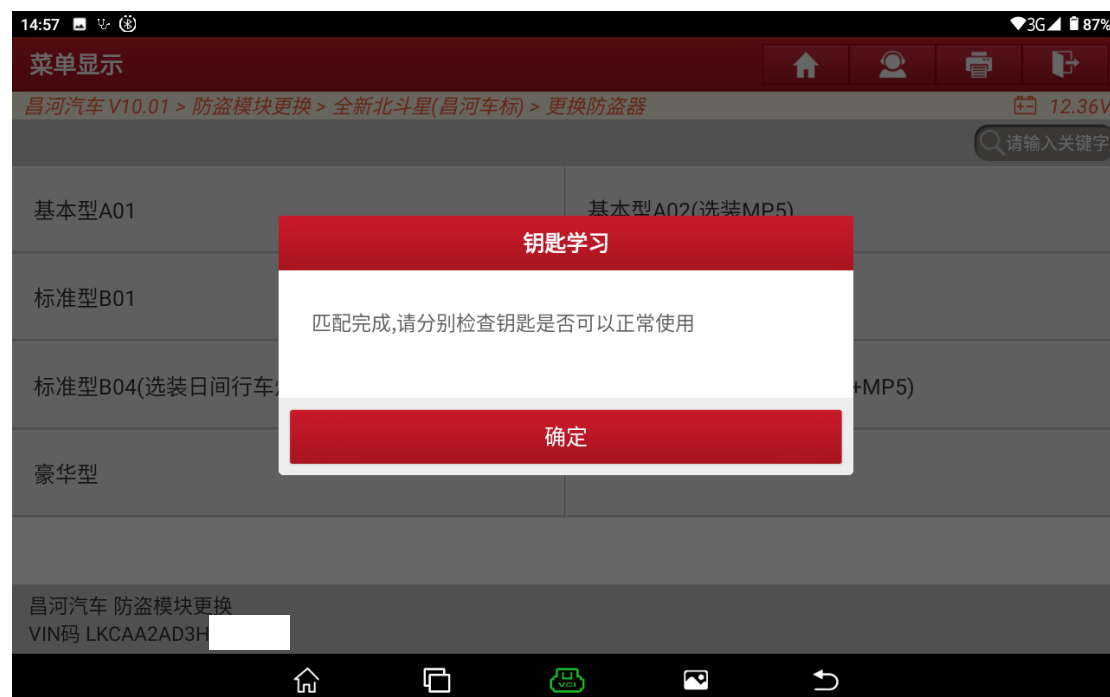 14:57
3G 87%
菜单显示
昌河汽车 V10.01 > 防盗模块更换 > 全新北斗星(昌河车标) > 更换防盗器
12.36V
请输入关键字
基本型A01
基本型A02(选装MP5)
钥匙学习
标准型B01
匹配完成,请分别检查钥匙是否可以正常使用
标准型B04(选装日间行车
+MP5)
确定
豪华型
昌河汽车 防盗模块更换
VIN码 LKCAA2AD3H
VCI